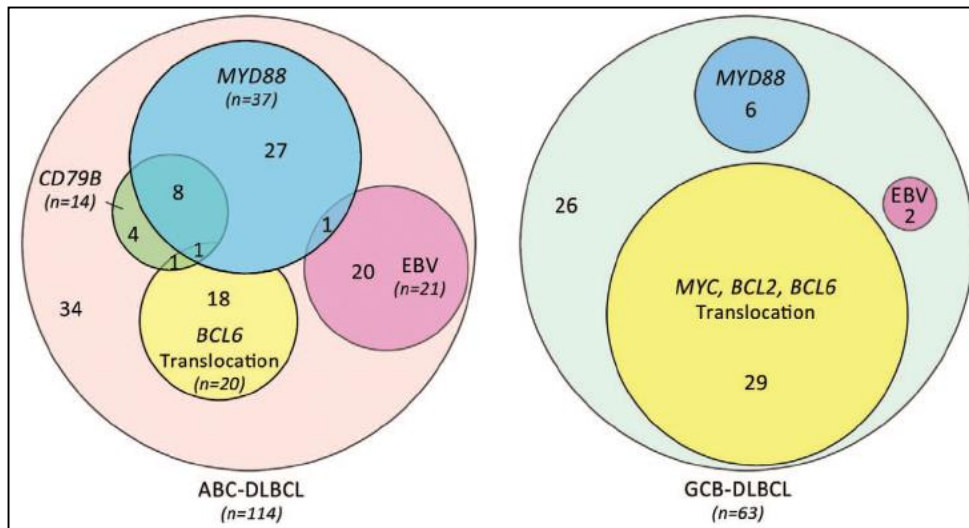 MYD88
(n=37)
27
CD79B
(n=14)
8
4
1
1
1
20
EBV
(n=21)
34
18
BCL6
Translocation
(n=20)
ABC-DLBCL
(n=114)
MYD88
6
26
EBV
2
MYC, BCL2, BCL6
Translocation
29
GCB-DLBCL
(n=63)